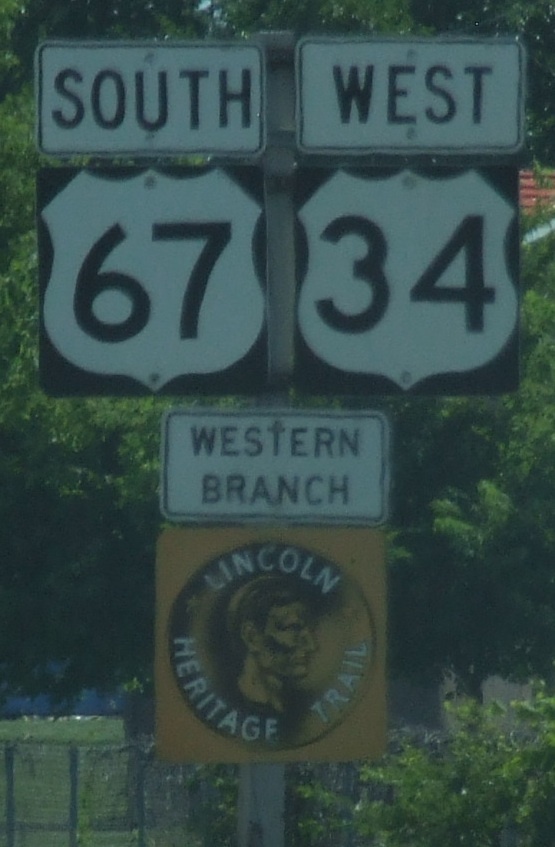 SOUTH
WEST
67
34
WESTERN
BRANCH
LINCOLN
HERITAGE TRAIL